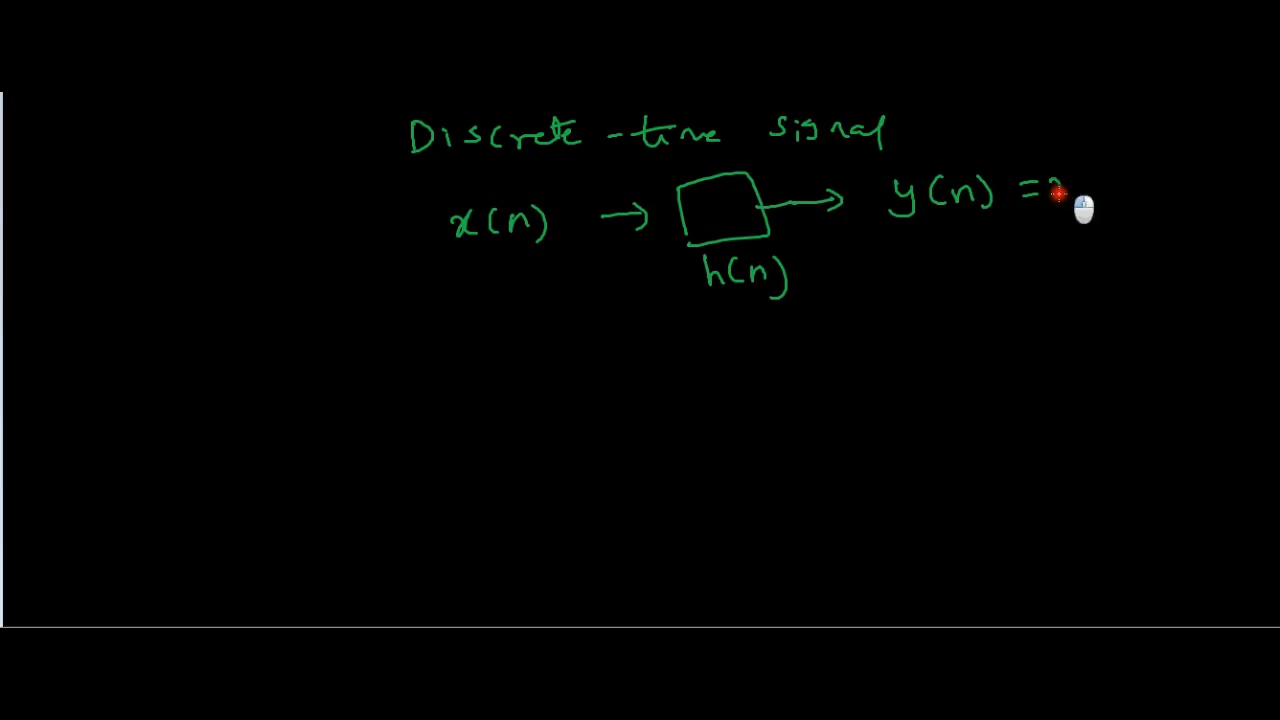 Discrete-time signal
x(n) → → y(n) =
h(n)